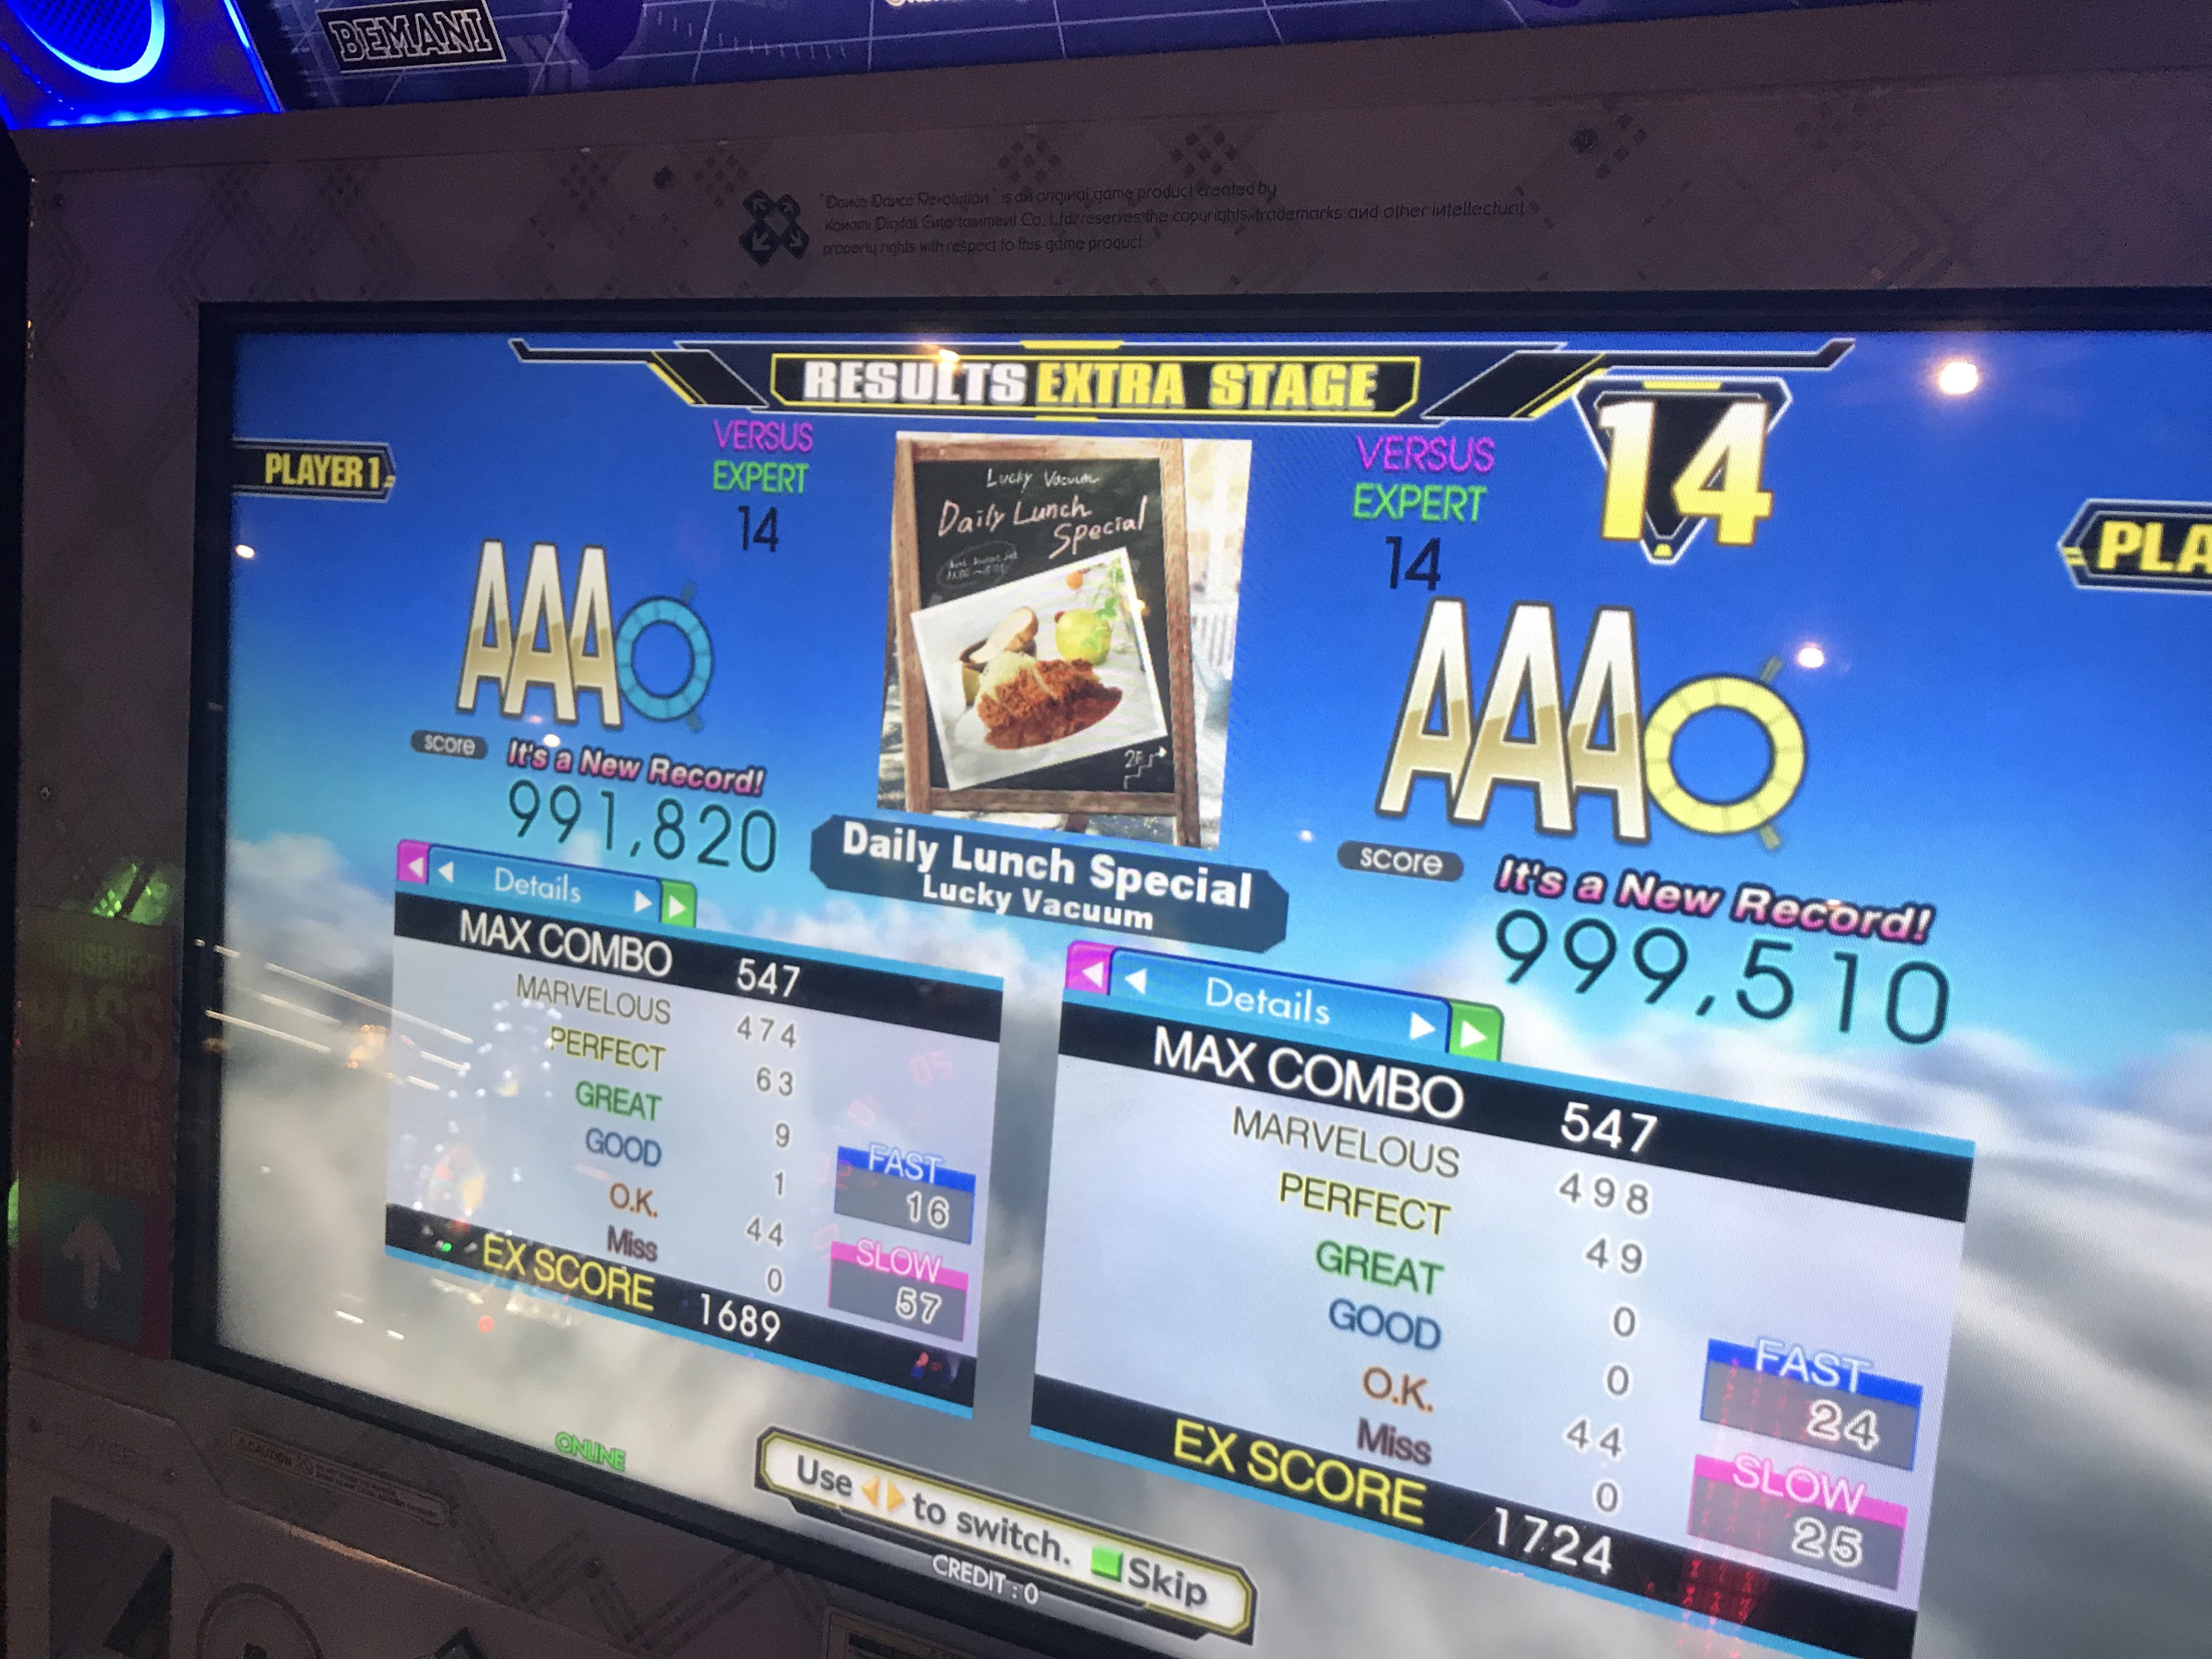 BEMANI
"Dance Dance Revolution" is an original game product created by
Konami Digital Entertainment Co., Ltd. reserves the copyrights, trademarks and other intellectual
property rights with respect to this game product.
RESULTS EXTRA STAGE
14
PLAYER 1
VERSUS
EXPERT
14
AAA
score
It's a New Record!
991,820
Details
MAX COMBO 547
MARVELOUS 474
PERFECT 63
GREAT 9
GOOD 1
O.K. 44
Miss 0
EX SCORE 1689
FAST
16
SLOW
57
Lucky Vacuum
Daily Lunch
Special
2F
Daily Lunch Special
Lucky Vacuum
VERSUS
EXPERT
14
PLA
AAA
score
It's a New Record!
999,510
Details
MAX COMBO 547
MARVELOUS 498
PERFECT 49
GREAT 0
GOOD 0
O.K. 44
Miss 0
EX SCORE 1724
FAST
24
SLOW
25
ONLINE
Use to switch. Skip
CREDIT : 0
CAUTION